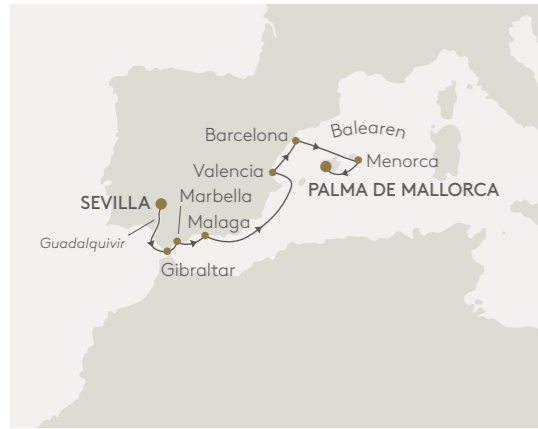 Barcelona
Balearen
Valencia
Menorca
SEVILLA
Marbella
PALMA DE MALLORCA
Malaga
Guadalquivir
Gibraltar